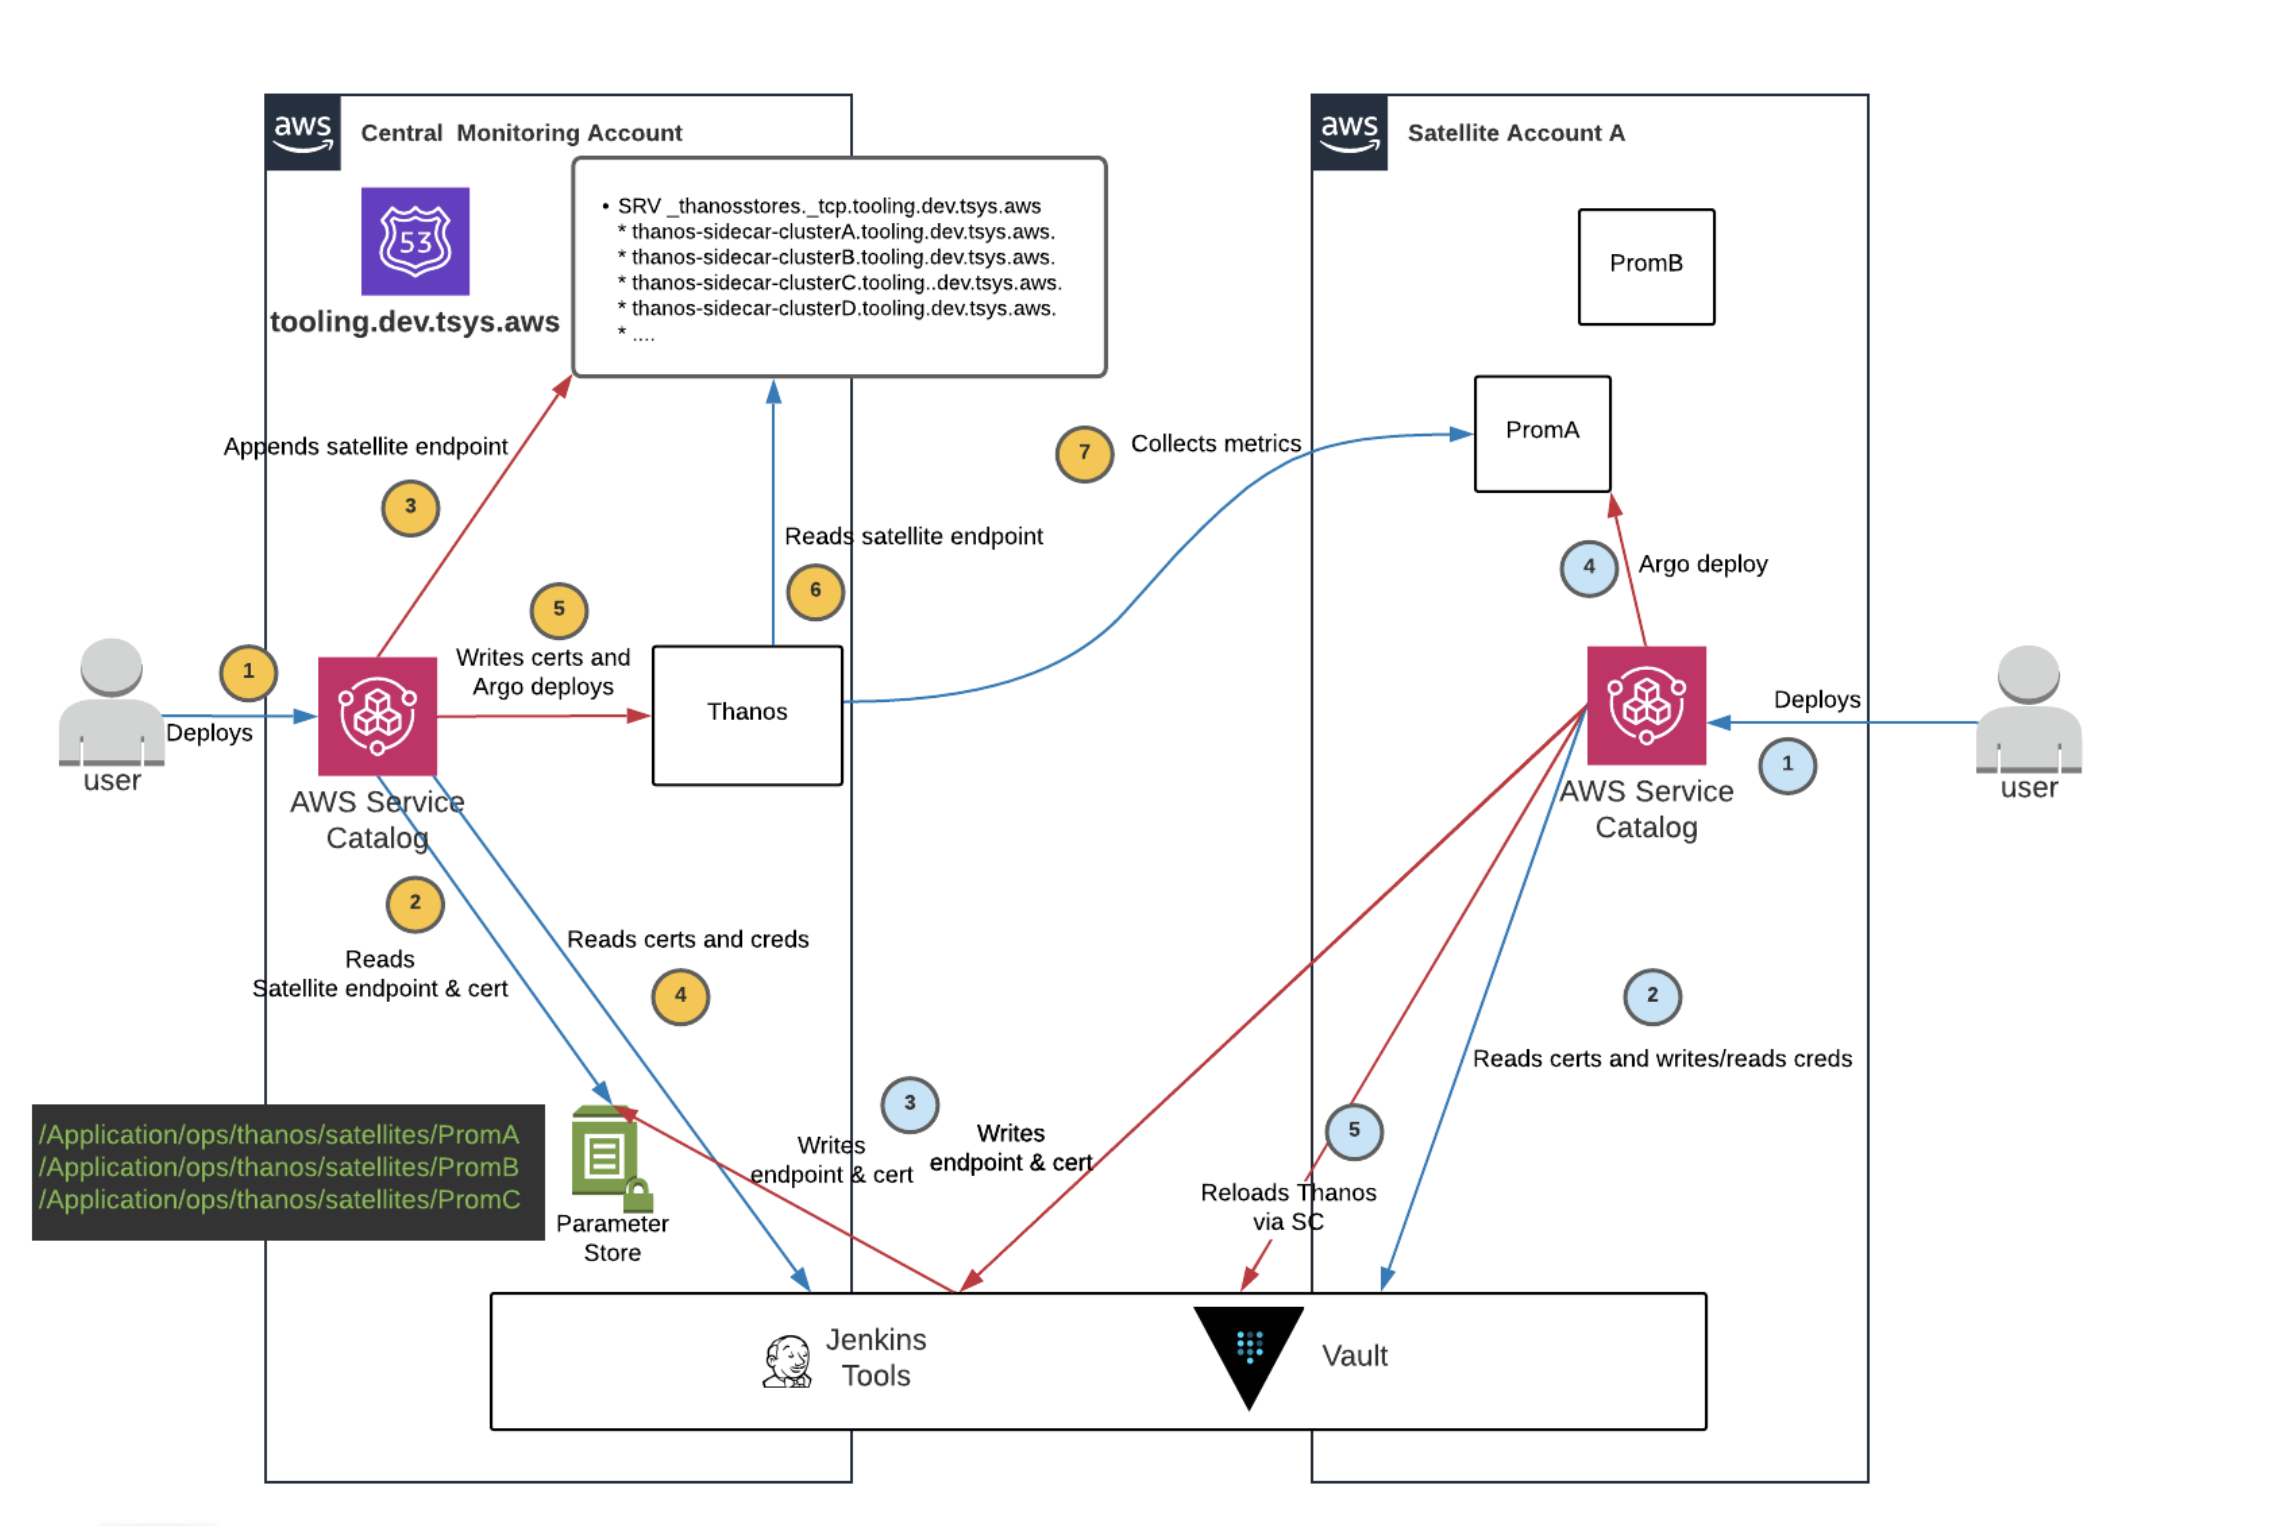 aws
Central  Monitoring Account
aws
Satellite Account A
53
tooling.dev.tsys.aws
• SRV _thanosstores._tcp.tooling.dev.tsys.aws
* thanos-sidecar-clusterA.tooling.dev.tsys.aws.
* thanos-sidecar-clusterB.tooling.dev.tsys.aws.
* thanos-sidecar-clusterC.tooling..dev.tsys.aws.
* thanos-sidecar-clusterD.tooling.dev.tsys.aws.
* ....
PromB
PromA
Appends satellite endpoint
3
7
Collects metrics
Reads satellite endpoint
6
4
Argo deploy
5
Writes certs and
Argo deploys
1
Deploys
user
Thanos
AWS Service
Catalog
Deploys
1
user
AWS Service
Catalog
2
Reads
Satellite endpoint & cert
Reads certs and creds
4
2
Reads certs and writes/reads creds
/Application/ops/thanos/satellites/PromA
/Application/ops/thanos/satellites/PromB
/Application/ops/thanos/satellites/PromC
Parameter
Store
3
Writes
endpoint & cert
Writes
endpoint & cert
5
Reloads Thanos
via SC
Jenkins
Tools
Vault